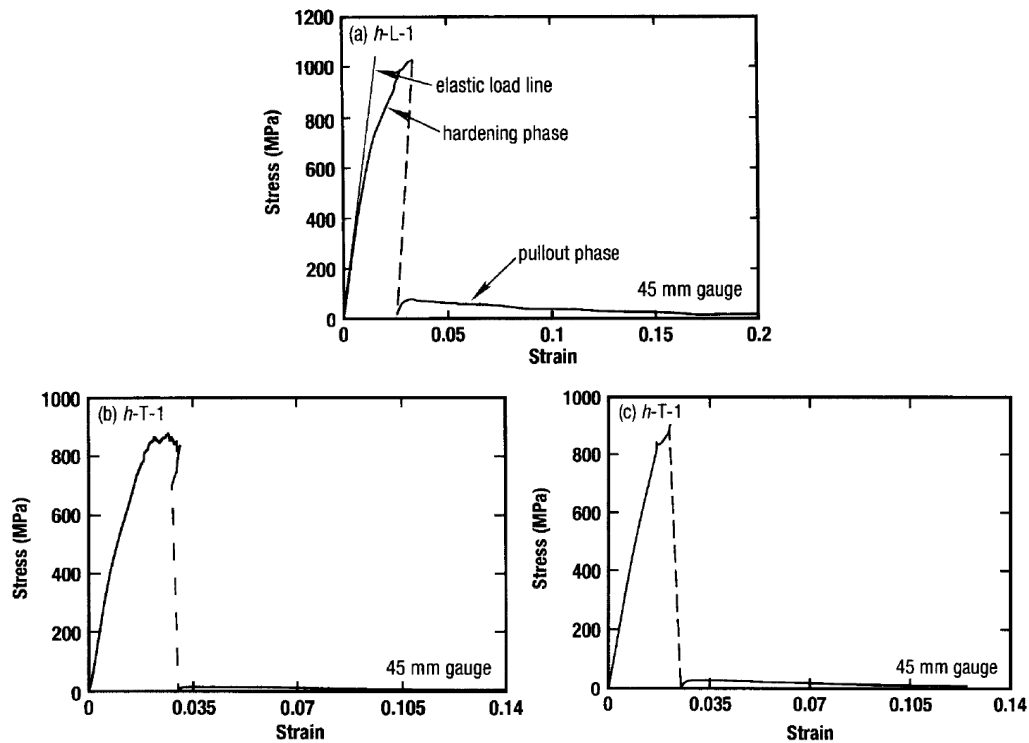 (a) h-L-1
1200
1000
800
600
400
200
0
Stress (MPa)
elastic load line
hardening phase
pullout phase
45 mm gauge
0
0.05
0.1
0.15
0.2
Strain
(b) h-T-1
1000
800
600
400
200
0
Stress (MPa)
45 mm gauge
0
0.035
0.07
0.105
0.14
Strain
(c) h-T-1
1000
800
600
400
200
0
Stress (MPa)
45 mm gauge
0
0.035
0.07
0.105
0.14
Strain